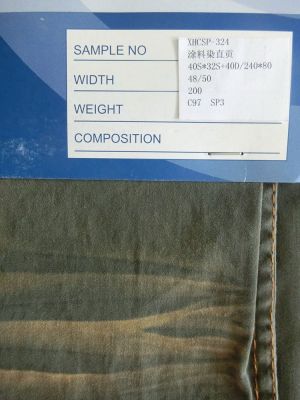 SAMPLE NO XHCSP-324
涂料染直贡
40S*32S+40D/240*80
WIDTH 48/50
WEIGHT 200
COMPOSITION C97 SP3